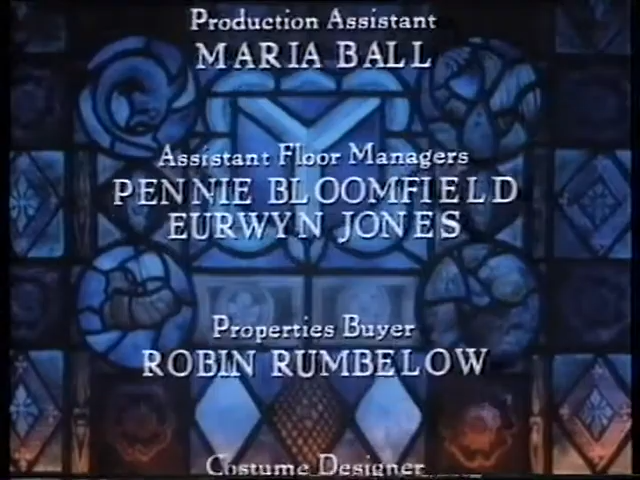 Production Assistant
MARIA BALL
Assistant Floor Managers
PENNIE BLOOMFIELD
EURWYN JONES
Properties Buyer
ROBIN RUMBELOW
Costume Designer